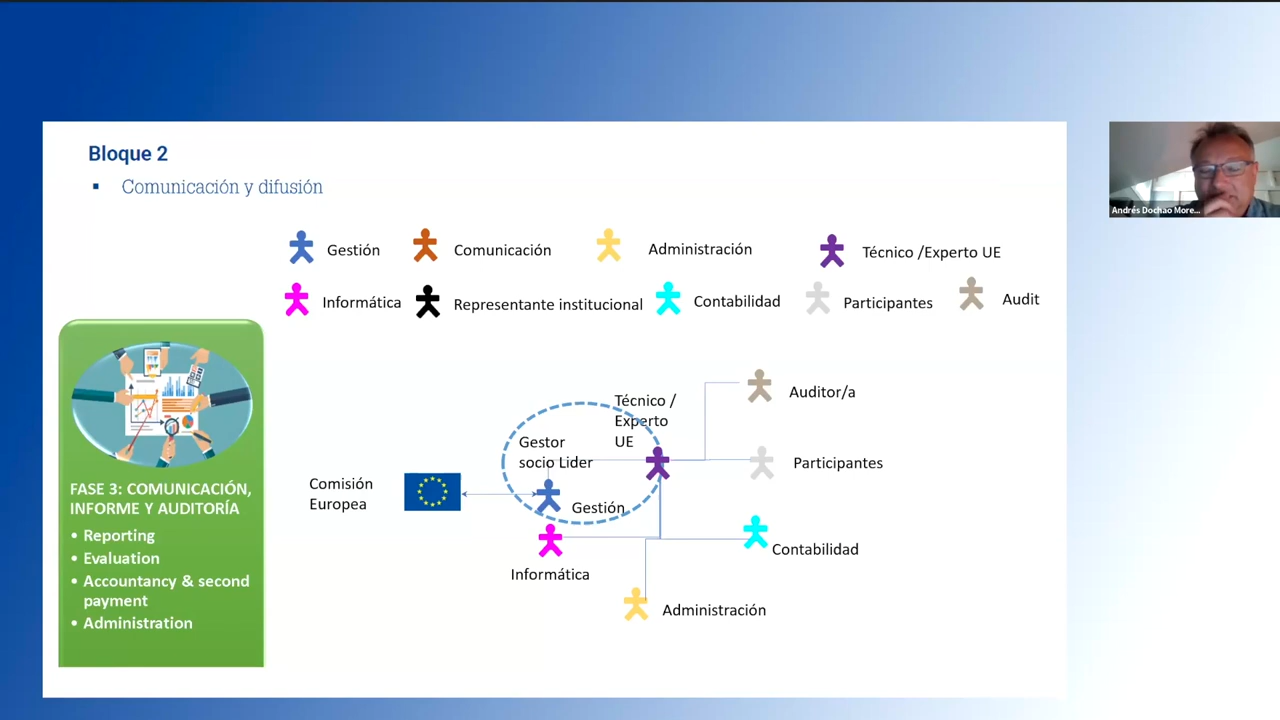 Bloque 2
▪ Comunicación y difusión
Gestión
Comunicación
Administración
Técnico /Experto UE
Informática
Representante institucional
Contabilidad
Participantes
Audit
FASE 3: COMUNICACIÓN,
INFORME Y AUDITORÍA
• Reporting
• Evaluation
• Accountancy & second
payment
• Administration
Comisión
Europea
Gestor
socio Lider
Gestión
Técnico /
Experto
UE
Informática
Auditor/a
Participantes
Contabilidad
Administración
Andrés Dochao More...